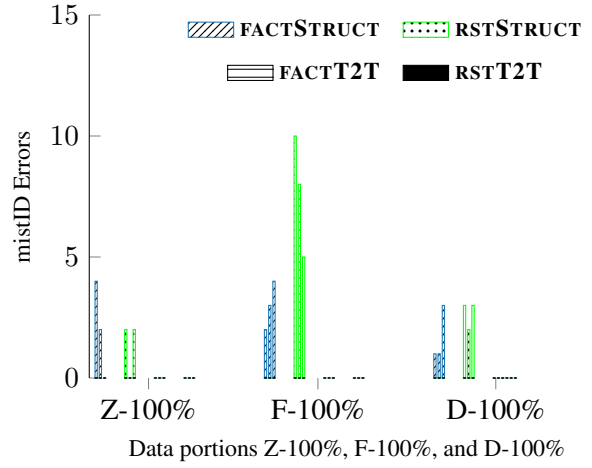 15
FACTSTRUCT RSTSTRUCT
FACTT2T RSTT2T
10
mistID Errors
5
0
Z-100% F-100% D-100%
Data portions Z-100%, F-100%, and D-100%